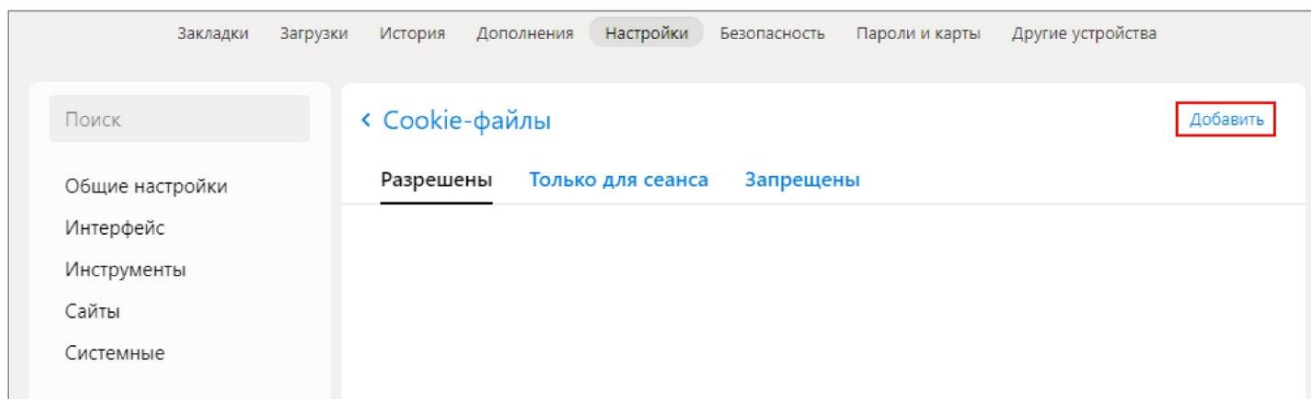 Закладки Загрузки История Дополнения Настройки Безопасность Пароли и карты Другие устройства
Поиск
Общие настройки
Интерфейс
Инструменты
Сайты
Системные
Cookie-файлы
Добавить
Разрешены Только для сеанса Запрещены